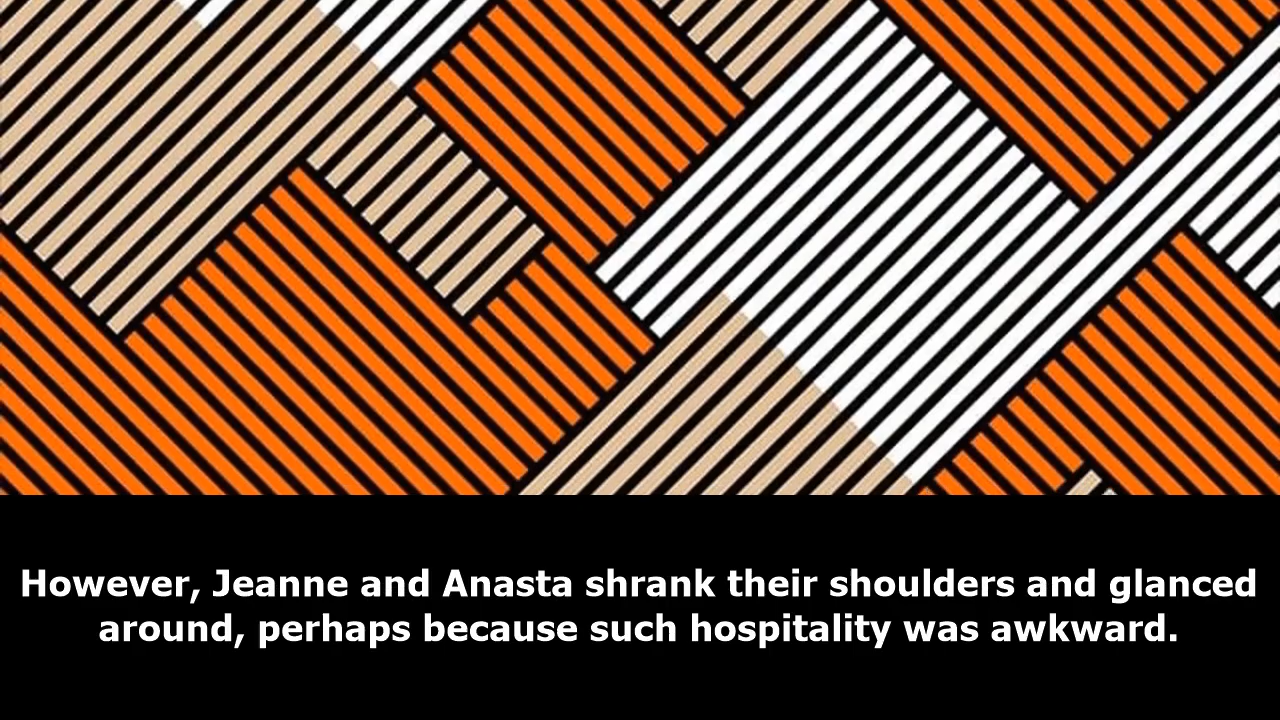 However, Jeanne and Anasta shrank their shoulders and glanced
around, perhaps because such hospitality was awkward.